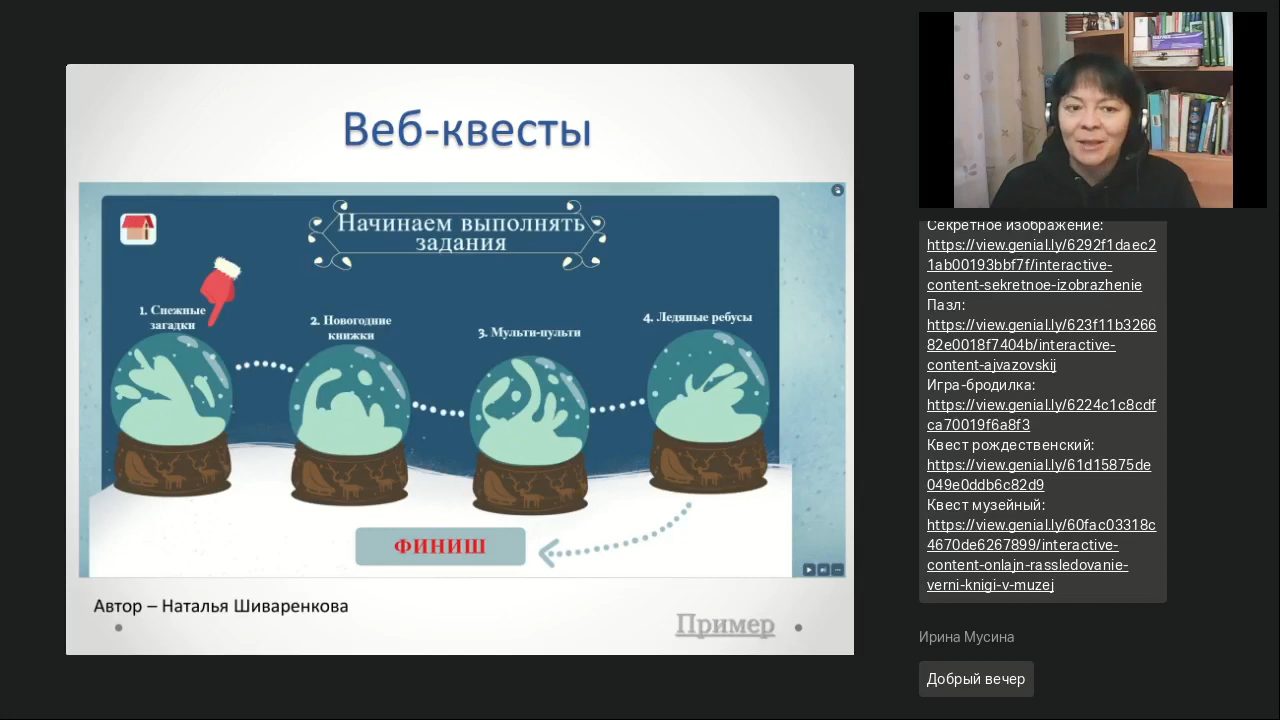 Веб-квесты
Начинаем выполнять
задания
1. Снежные
загадки
2. Новогодние
книжки
3. Мульти-пульти
4. Ледяные ребусы
ФИНИШ
Автор – Наталья Шиваренкова
Пример
Секретное изображение:
https://view.genial.ly/6292f1daec2
1ab00193bbf7f/interactive-
content-sekretnoe-izobrazhenie
Пазл:
https://view.genial.ly/623f11b3266
82e0018f7404b/interactive-
content-ajvazovskij
Игра-бродилка:
https://view.genial.ly/6224c1c8cdf
ca70019f6a8f3
Квест рождественский:
https://view.genial.ly/61d15875de
049e0ddb6c82d9
Квест музейный:
https://view.genial.ly/60fac03318c
4670de6267899/interactive-
content-onlajn-rassledovanie-
verni-knigi-v-muzej
Ирина Мусина
Добрый вечер